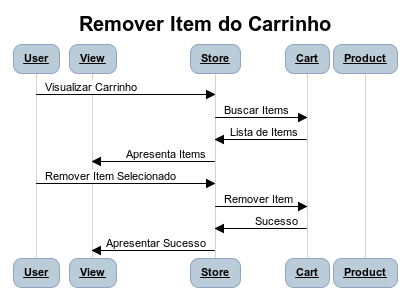 Remover Item do Carrinho
User View Store Cart Product
Visualizar Carrinho
Buscar Items
Lista de Items
Apresenta Items
Remover Item Selecionado
Remover Item
Sucesso
Apresentar Sucesso
User View Store Cart Product